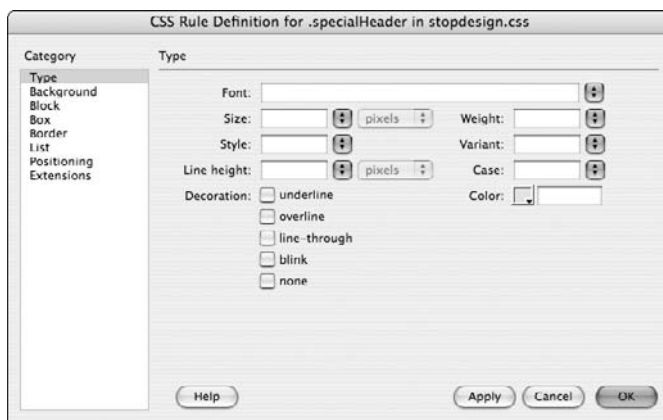 CSS Rule Definition for .specialHeader in stopdesign.css
Category
Type
Background
Block
Box
Border
List
Positioning
Extensions
Type
Font:
Size: pixels Weight:
Style: Variant:
Line height: pixels Case:
Decoration: underline Color:
overline
line-through
blink
none
Help Apply Cancel OK